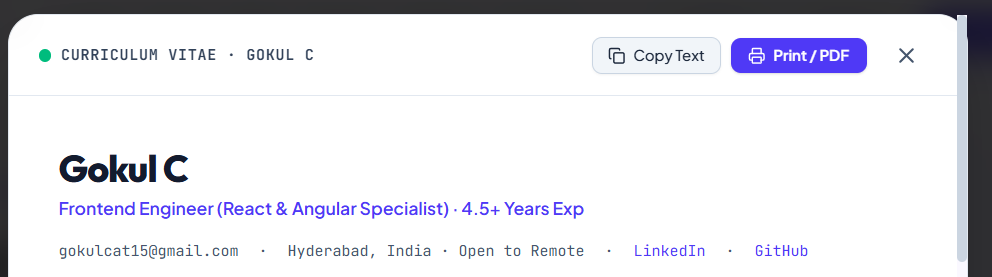 CURRICULUM VITAE · GOKUL C
Copy Text
Print / PDF
Gokul C
Frontend Engineer (React & Angular Specialist) · 4.5+ Years Exp
gokulcat15@gmail.com · Hyderabad, India · Open to Remote · LinkedIn · GitHub